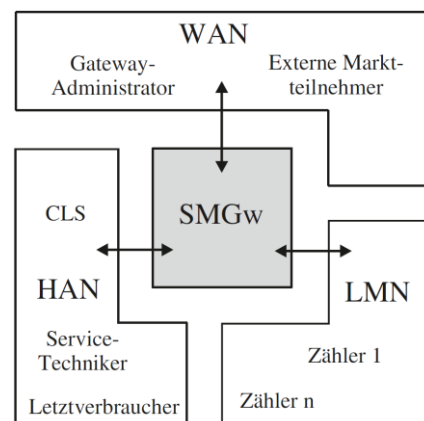 WAN
Gateway-
Administrator
Externe Markt-
teilnehmer
SMGw
CLS
HAN
Service-
Techniker
Letztverbraucher
LMN
Zähler 1
Zähler n